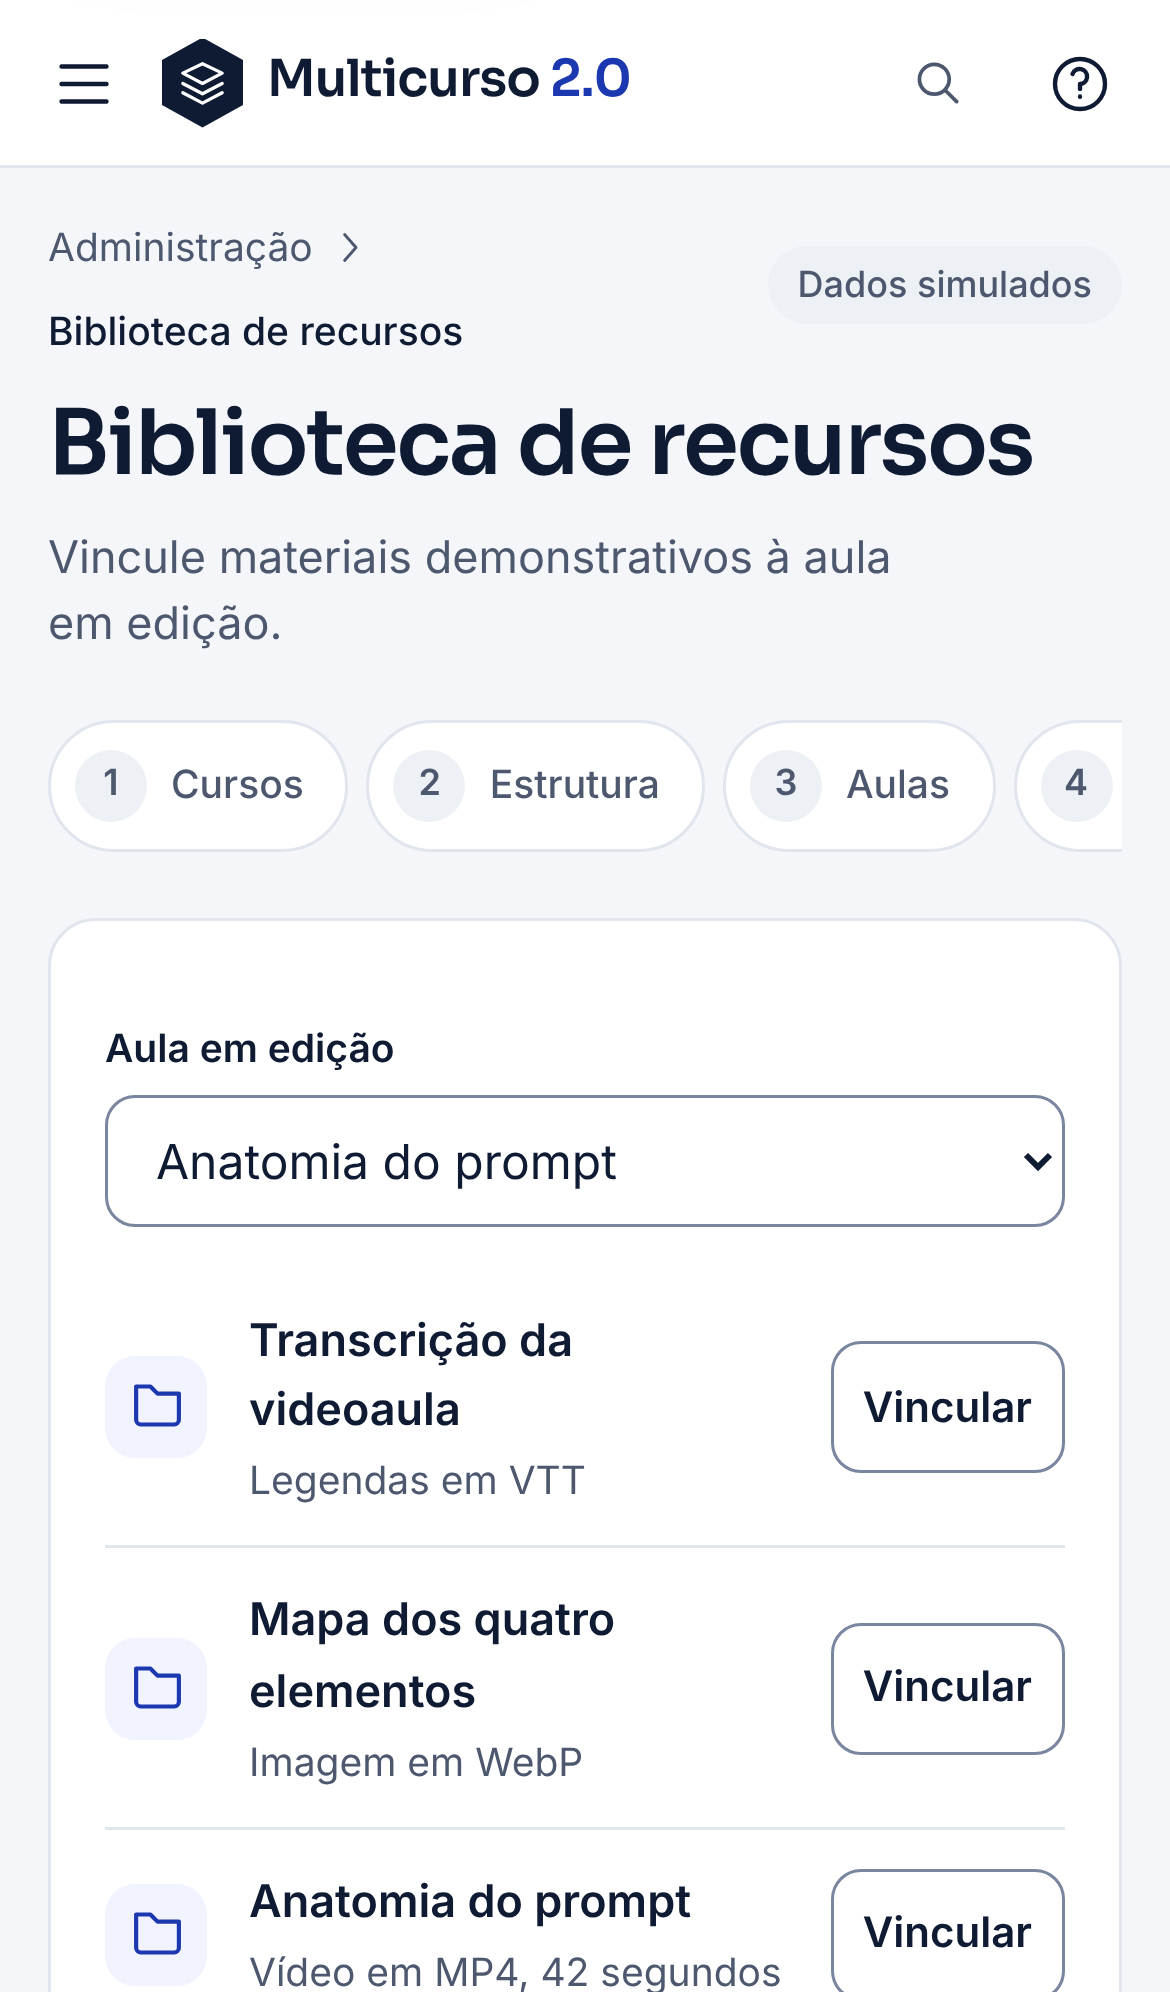 Multicurso 2.0
Administração
Dados simulados
Biblioteca de recursos
Biblioteca de recursos
Vincule materiais demonstrativos à aula
em edição.
1 Cursos 2 Estrutura 3 Aulas 4
Aula em edição
Anatomia do prompt
Transcrição da
videoaula
Legendas em VTT
Vincular
Mapa dos quatro
elementos
Imagem em WebP
Vincular
Anatomia do prompt
Vídeo em MP4, 42 segundos
Vincular